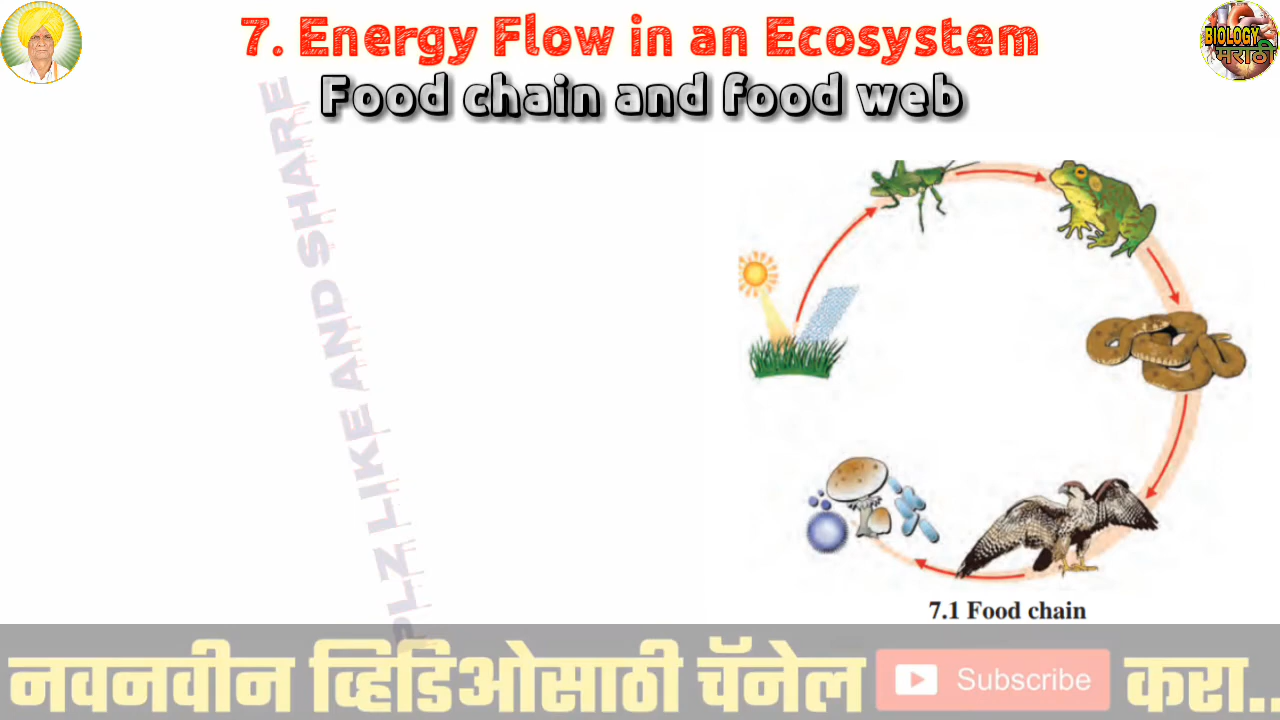 7. Energy Flow in an Ecosystem
Food chain and food web
BIOLOGY
मराठी
PLZ LIKE AND SHARE
7.1 Food chain
नवनवीन व्हिडिओसाठी चॅनेल Subscribe करा..